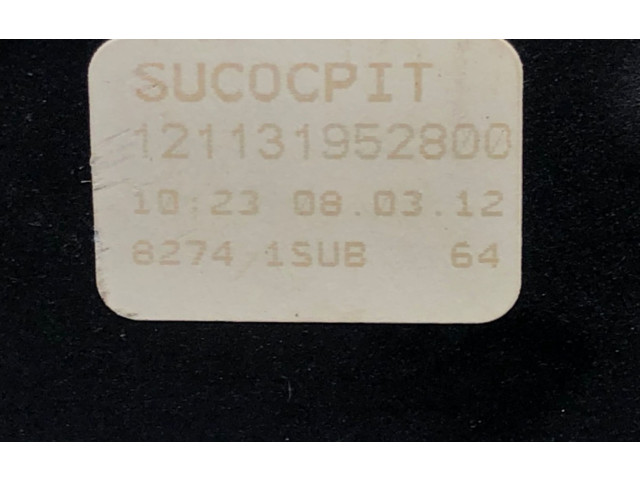 SUCOCPIT
121131952800
10:23 08.03.12
8274 1SUB 64